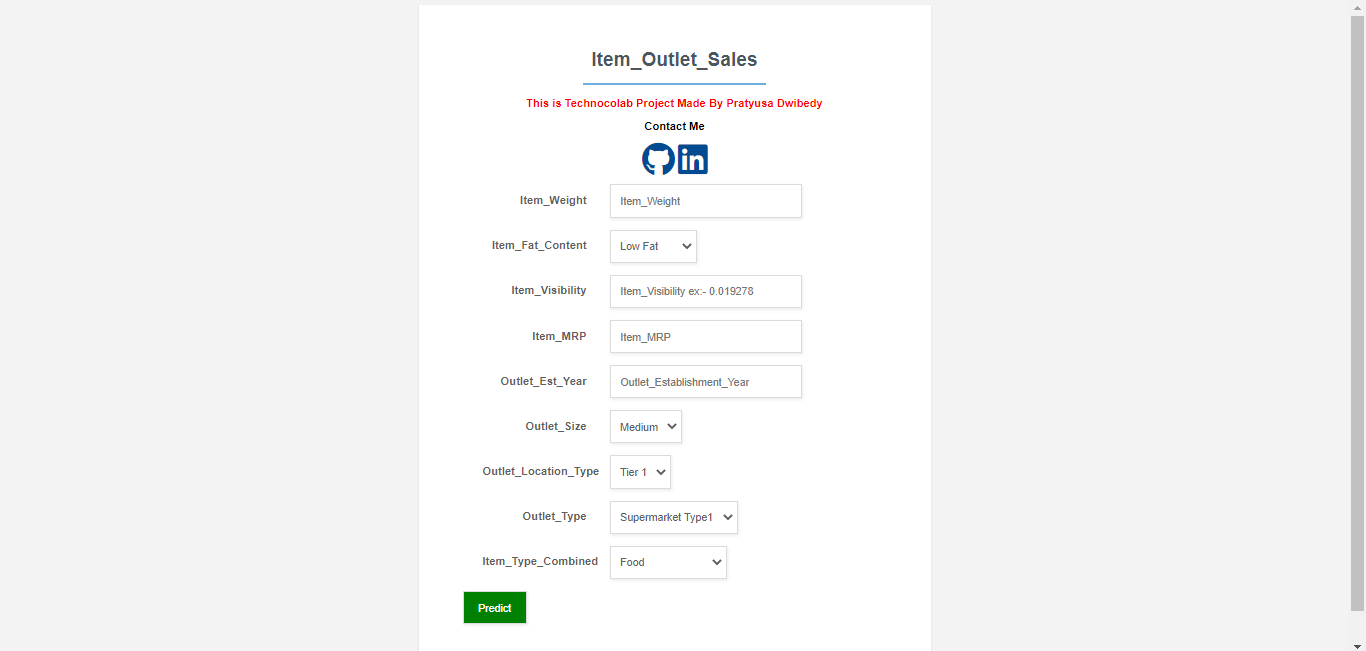 Item_Outlet_Sales
This is Technocolab Project Made By Pratyusa Dwibedy
Contact Me
in
Item_Weight Item_Weight
Item_Fat_Content Low Fat
Item_Visibility Item_Visibility ex:- 0.019278
Item_MRP Item_MRP
Outlet_Est_Year Outlet_Establishment_Year
Outlet_Size Medium
Outlet_Location_Type Tier 1
Outlet_Type Supermarket Type1
Item_Type_Combined Food
Predict